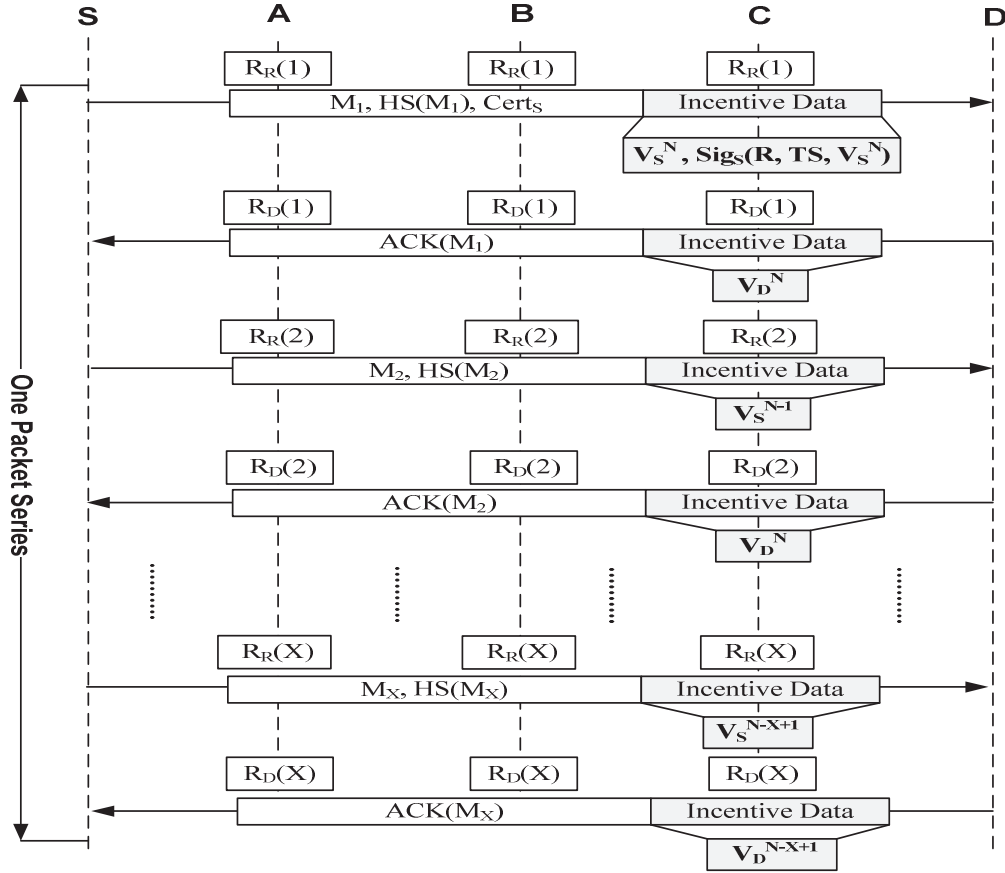 S A B C D
R_R(1) R_R(1) R_R(1)
M_1, HS(M_1), Cert_S Incentive Data
V_S^N, Sig_S(R, TS, V_S^N)
R_D(1) R_D(1) R_D(1)
ACK(M_1) Incentive Data
V_D^N
R_R(2) R_R(2) R_R(2)
M_2, HS(M_2) Incentive Data
V_S^{N-1}
R_D(2) R_D(2) R_D(2)
ACK(M_2) Incentive Data
V_D^N
One Packet Series
R_R(X) R_R(X) R_R(X)
M_X, HS(M_X) Incentive Data
V_S^{N-X+1}
R_D(X) R_D(X) R_D(X)
ACK(M_X) Incentive Data
V_D^{N-X+1}